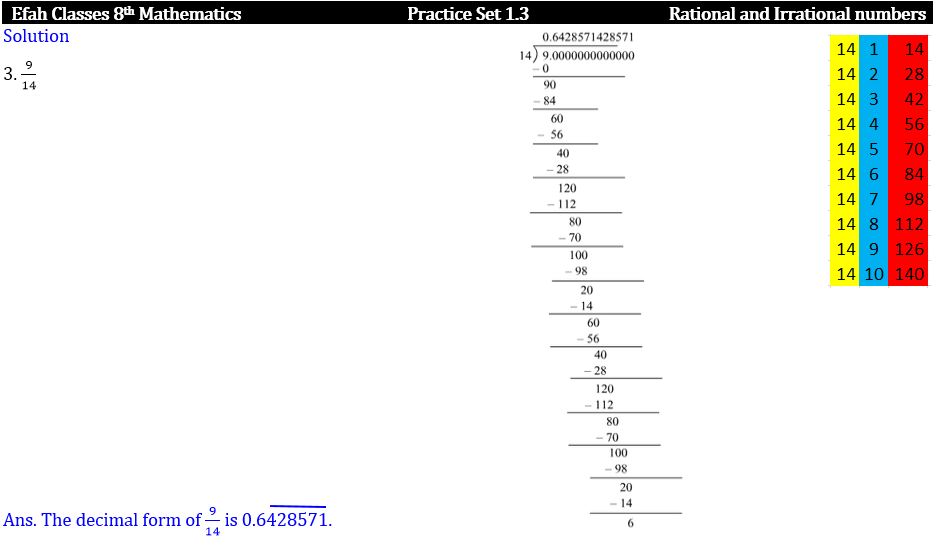 Efah Classes 8th Mathematics Practice Set 1.3 Rational and Irrational numbers
Solution
3. 9/14
0.6428571428571
14) 9.0000000000000
– 0
90
– 84
60
– 56
40
– 28
120
– 112
80
– 70
100
– 98
20
– 14
60
– 56
40
– 28
120
– 112
80
– 70
100
– 98
20
– 14
6
14 1 14
14 2 28
14 3 42
14 4 56
14 5 70
14 6 84
14 7 98
14 8 112
14 9 126
14 10 140
Ans. The decimal form of 9/14 is 0.6428571.